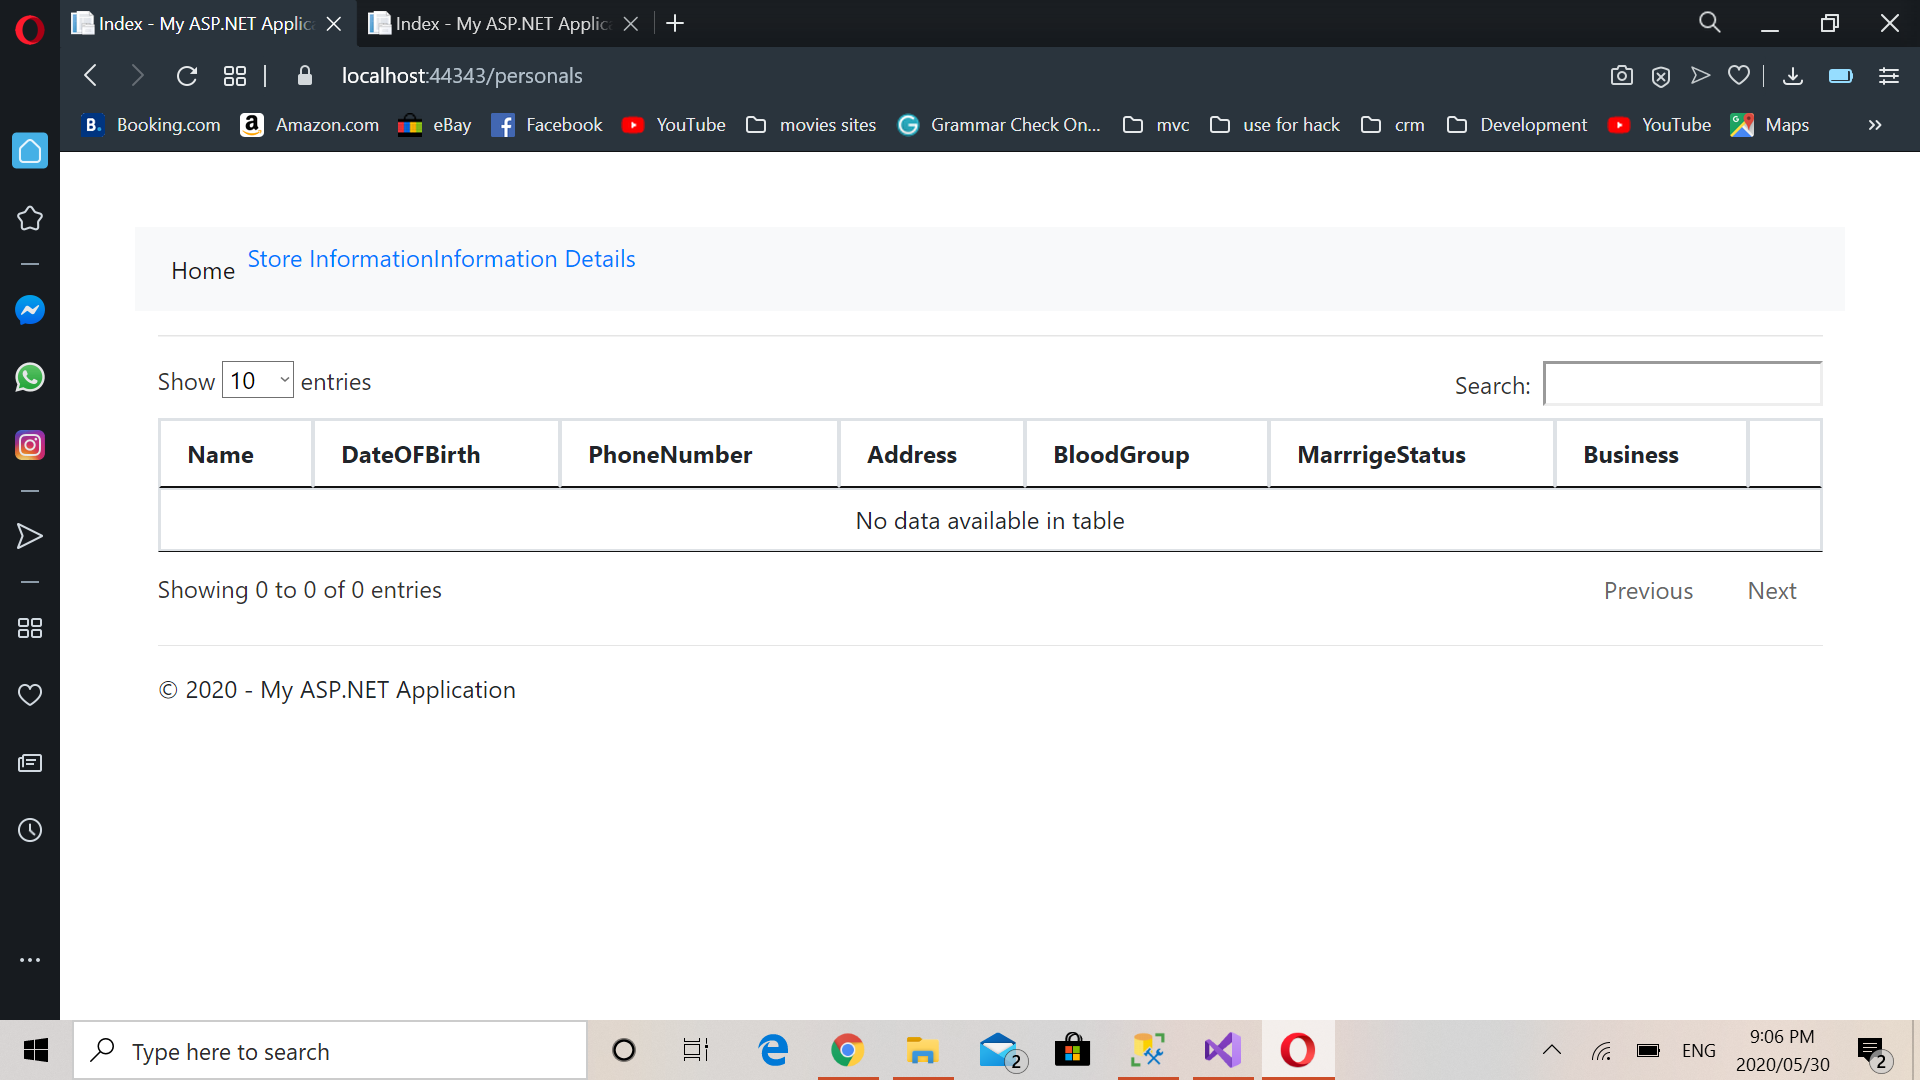 Index - My ASP.NET Applic
Index - My ASP.NET Applic
localhost:44343/personals
B. Booking.com
a Amazon.com
eBay
f Facebook
YouTube
movies sites
G Grammar Check On...
mvc
use for hack
crm
Development
YouTube
Maps
Home Store InformationInformation Details
Show 10 entries
Search:
Name DateOFBirth PhoneNumber Address BloodGroup MarrrigeStatus Business
No data available in table
Showing 0 to 0 of 0 entries
Previous Next
© 2020 - My ASP.NET Application
Type here to search
2
ENG
9:06 PM
2020/05/30
2